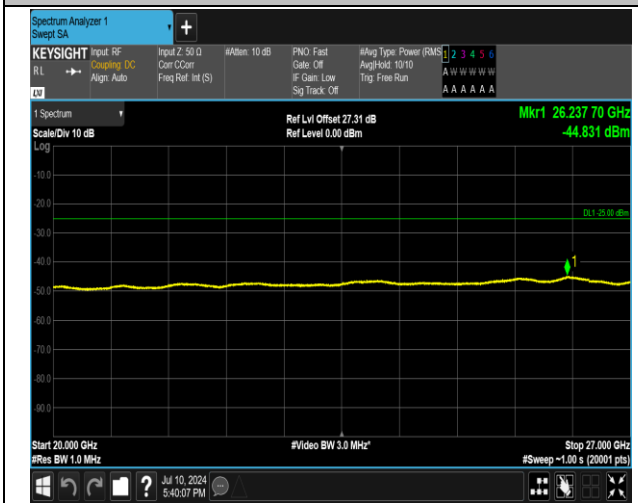 Spectrum Analyzer 1
Swept SA
+
KEYSIGHT
RL
LXI
Input: RF
Coupling: DC
Align: Auto
Input Z: 50 Ω
Corr CCorr
Freq Ref: Int (S)
#Atten: 10 dB
PNO: Fast
Gate: Off
IF Gain: Low
Sig Track: Off
#Avg Type: Power (RMS
Avg|Hold: 10/10
Trig: Free Run
1 2 3 4 5 6
A W W W W W
A A A A A A
1 Spectrum
Scale/Div 10 dB
Log
Ref Lvl Offset 27.31 dB
Ref Level 0.00 dBm
Mkr1 26.237 70 GHz
-44.831 dBm
-10.0
-20.0
DL1 -25.00 dBm
-30.0
-40.0
1
-50.0
-60.0
-70.0
-80.0
-90.0
Start 20.000 GHz
#Res BW 1.0 MHz
#Video BW 3.0 MHz*
Stop 27.000 GHz
#Sweep ~1.00 s (20001 pts)
?
Jul 10, 2024
5:40:07 PM